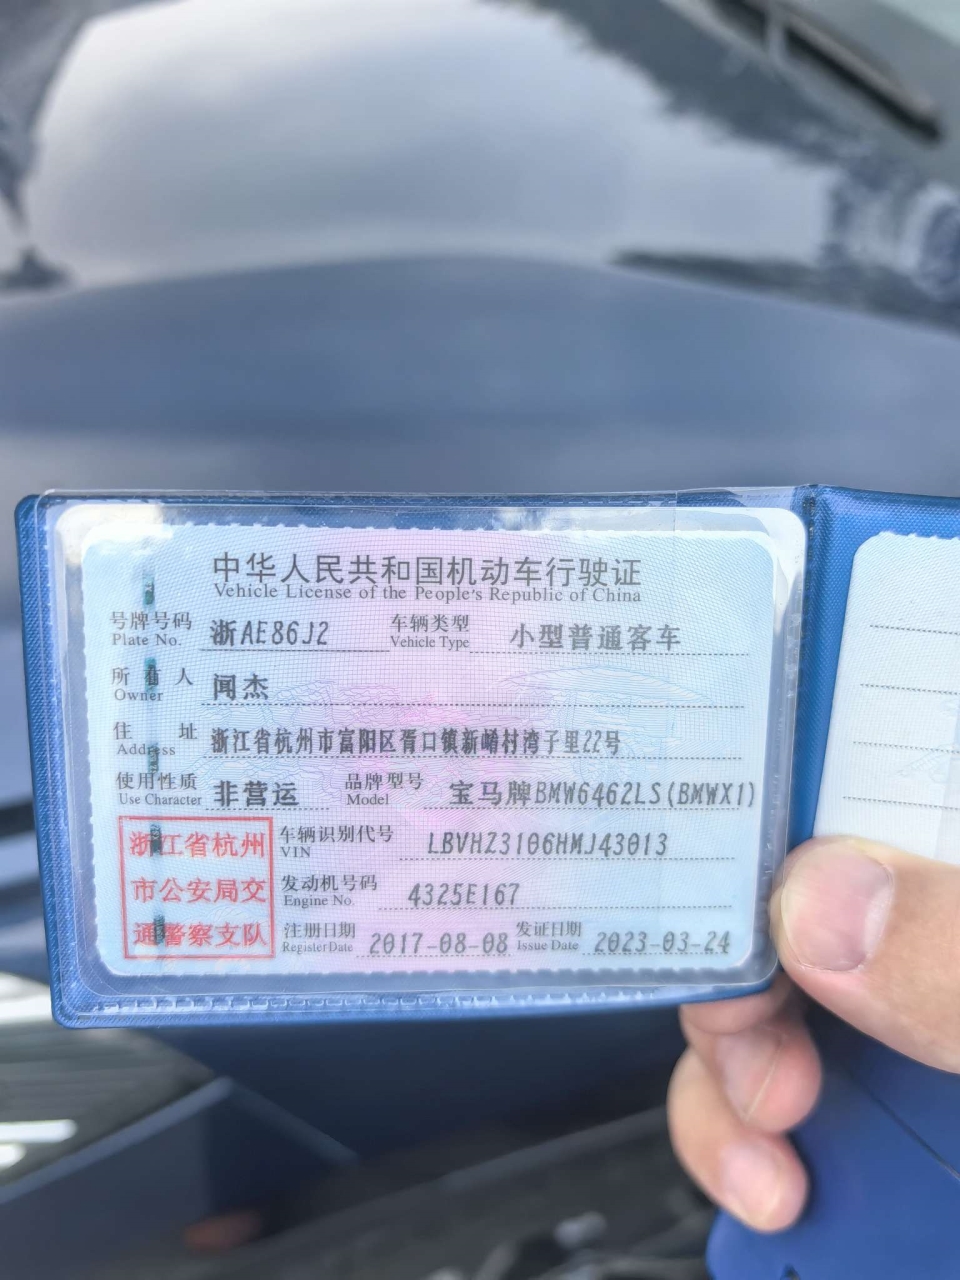 中华人民共和国机动车行驶证
Vehicle License of the People's Republic of China
号牌号码 浙AE86J2 车辆类型 小型普通客车
Plate No. Vehicle Type
所有人 闻杰
Owner
住址 浙江省杭州市富阳区胥口镇新嶆村湾子里22号
Address
使用性质 非营运 品牌型号 宝马牌BMW6462LS(BMWX1)
Use Character Model
浙江省杭州
市公安局交
通警察支队
车辆识别代号 LBVHZ3106HMJ43013
VIN
发动机号码 4325E167
Engine No.
注册日期 2017-08-08 发证日期 2023-03-24
Register Date Issue Date